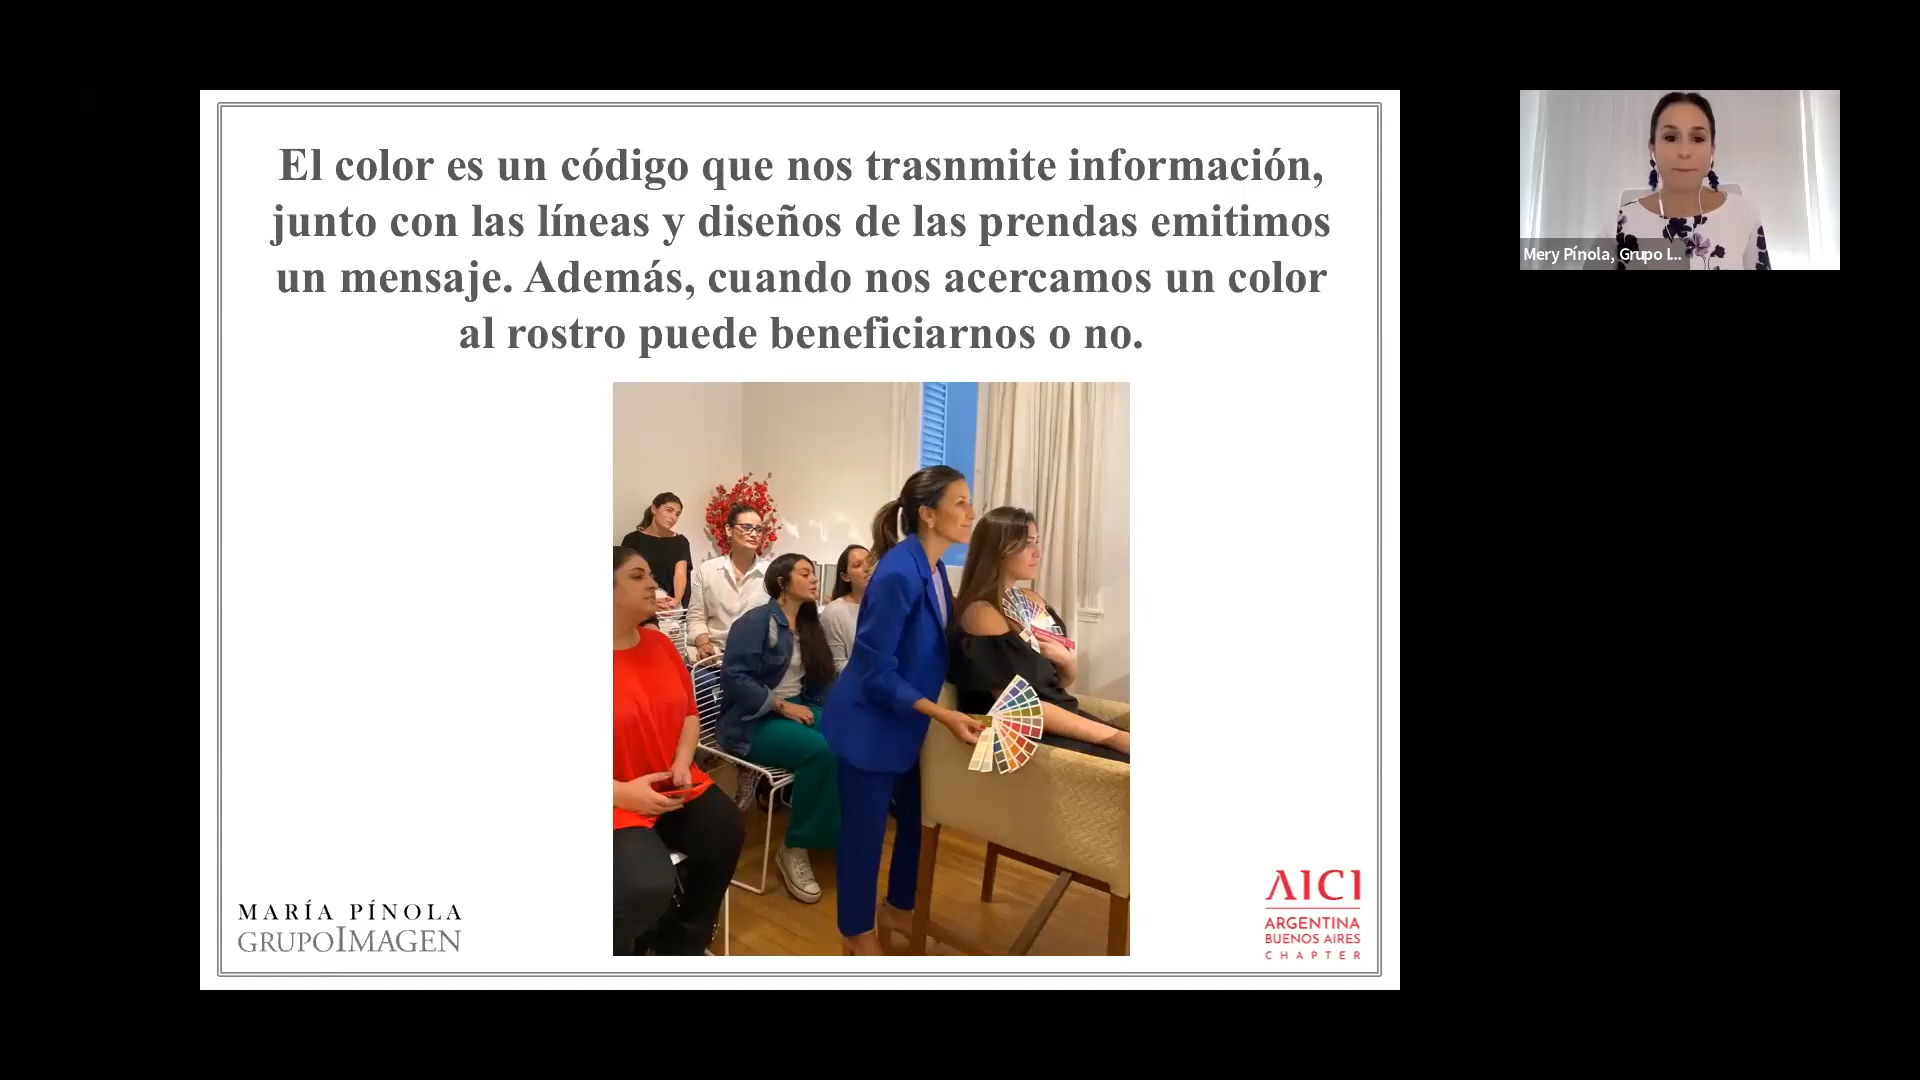 El color es un código que nos trasnmite información,
junto con las líneas y diseños de las prendas emitimos
un mensaje. Además, cuando nos acercamos un color
al rostro puede beneficiarnos o no.
Mery Pínola, Grupo I...
MARÍA PÍNOLA
GRUPOIMAGEN
AICI
ARGENTINA
BUENOS AIRES
CHAPTER